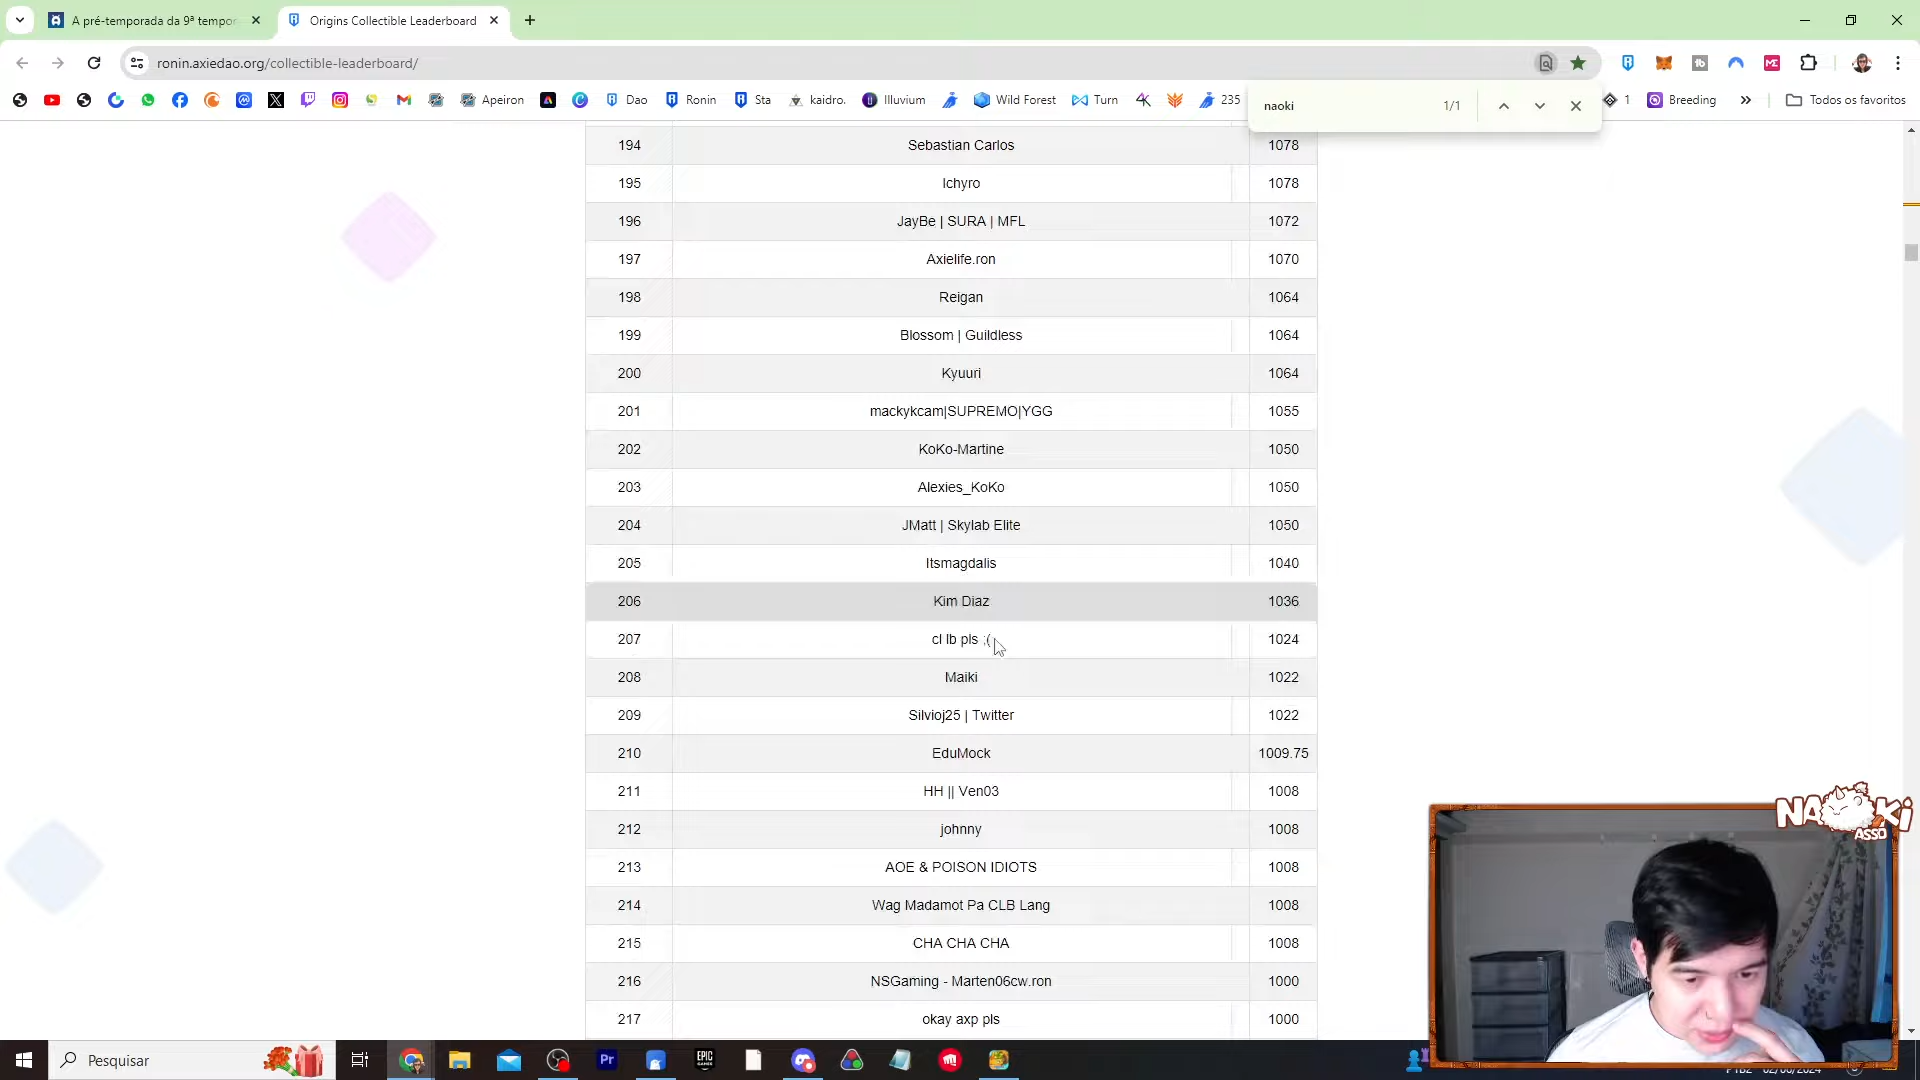 A pré-temporada da 9ª tempor
Origins Collectible Leaderboard
ronin.axiedao.org/collectible-leaderboard/
Apeiron
Dao
Ronin
Sta
kaidro.
Illuvium
Wild Forest
Turn
235
1
Breeding
Todos os favoritos
naoki
1/1
194 Sebastian Carlos 1078
195 Ichyro 1078
196 JayBe | SURA | MFL 1072
197 Axielife.ron 1070
198 Reigan 1064
199 Blossom | Guildless 1064
200 Kyuuri 1064
201 mackykcam|SUPREMO|YGG 1055
202 KoKo-Martine 1050
203 Alexies_KoKo 1050
204 JMatt | Skylab Elite 1050
205 Itsmagdalis 1040
206 Kim Diaz 1036
207 cl lb pls :( 1024
208 Maiki 1022
209 Silvioj25 | Twitter 1022
210 EduMock 1009.75
211 HH || Ven03 1008
212 johnny 1008
213 AOE & POISON IDIOTS 1008
214 Wag Madamot Pa CLB Lang 1008
215 CHA CHA CHA 1008
216 NSGaming - Marten06cw.ron 1000
217 okay axp pls 1000
NAOKI
ASSO
Pesquisar
Pr
EPIC